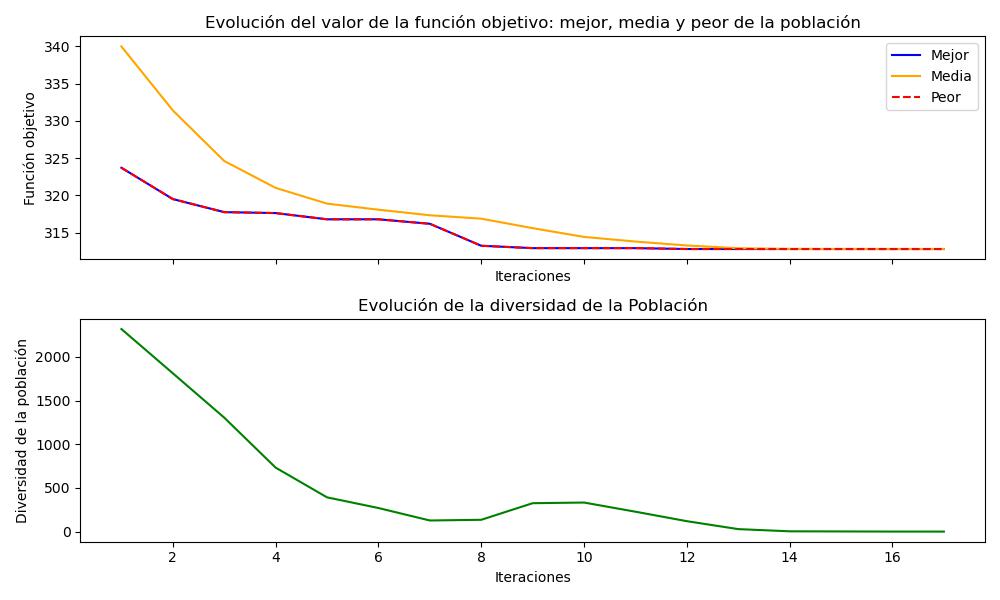 Evolución del valor de la función objetivo: mejor, media y peor de la población
Función objetivo
340
335
330
325
320
315
Mejor
Media
Peor
Iteraciones
Evolución de la diversidad de la Población
Diversidad de la población
2000
1500
1000
500
0
2 4 6 8 10 12 14 16
Iteraciones